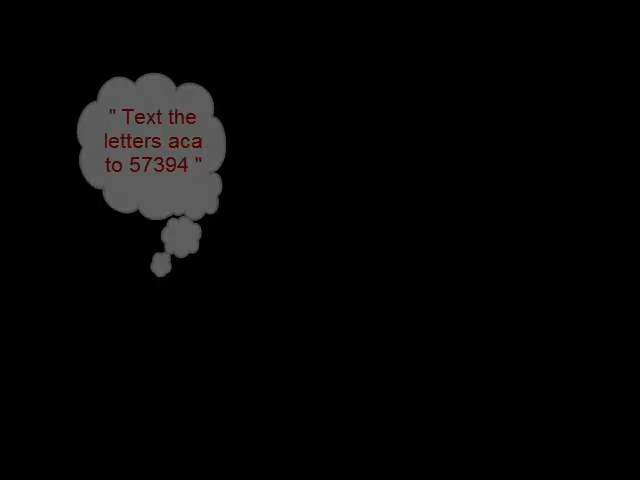 " Text the
letters aca
to 57394 "